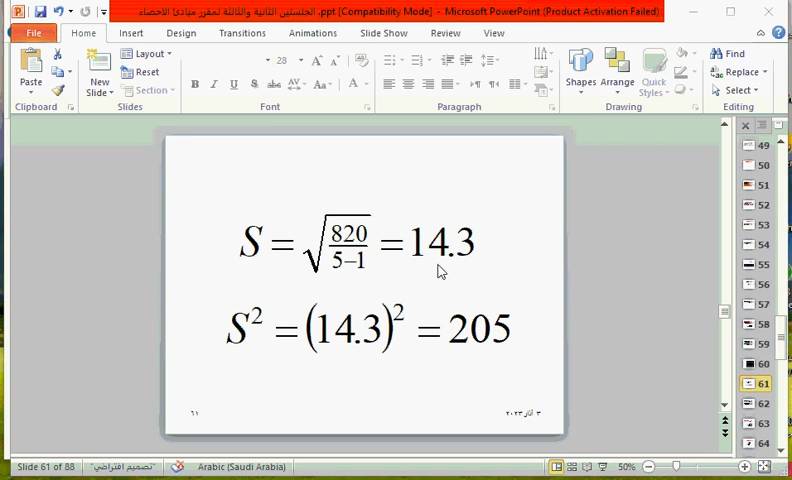 الجلستين الثانية والثالثة لمقرر مبادئ الاحصاء.ppt [Compatibility Mode] - Microsoft PowerPoint (Product Activation Failed)
File Home Insert Design Transitions Animations Slide Show Review View
Paste
Clipboard
New Slide
Layout
Reset
Section
Slides
28
B I U S abc AV Aa A
Font
Paragraph
Shapes Arrange Quick Styles
Drawing
Find
Replace
Select
Editing
S = √(820/(5–1)) = 14.3
S² = (14.3)² = 205
٦١
٣ آذار ٢٠٢٣
49
50
51
52
53
54
55
56
57
58
59
60
61
62
63
64
Slide 61 of 88 "تصميم افتراضي" Arabic (Saudi Arabia) 50%